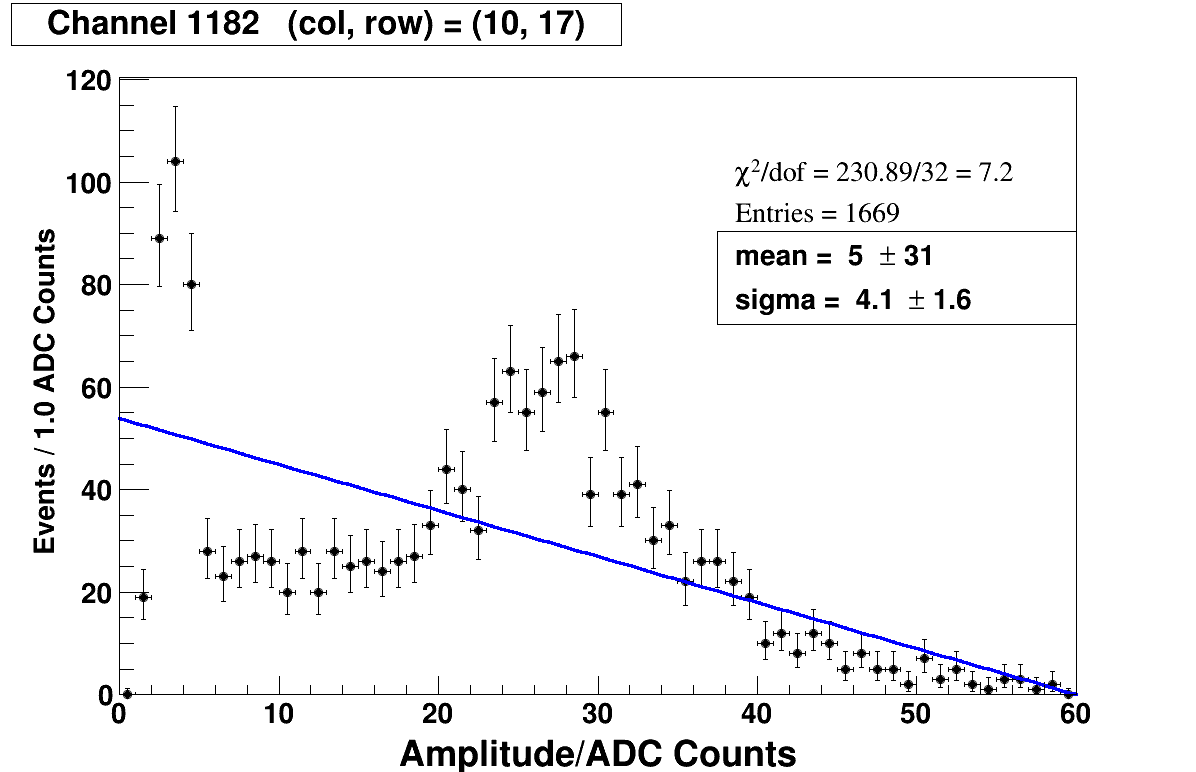 Channel 1182 (col, row) = (10, 17)
120
100
80
60
40
20
0
Events / 1.0 ADC Counts
χ²/dof = 230.89/32 = 7.2
Entries = 1669
mean = 5 ± 31
sigma = 4.1 ± 1.6
0 10 20 30 40 50 60
Amplitude/ADC Counts